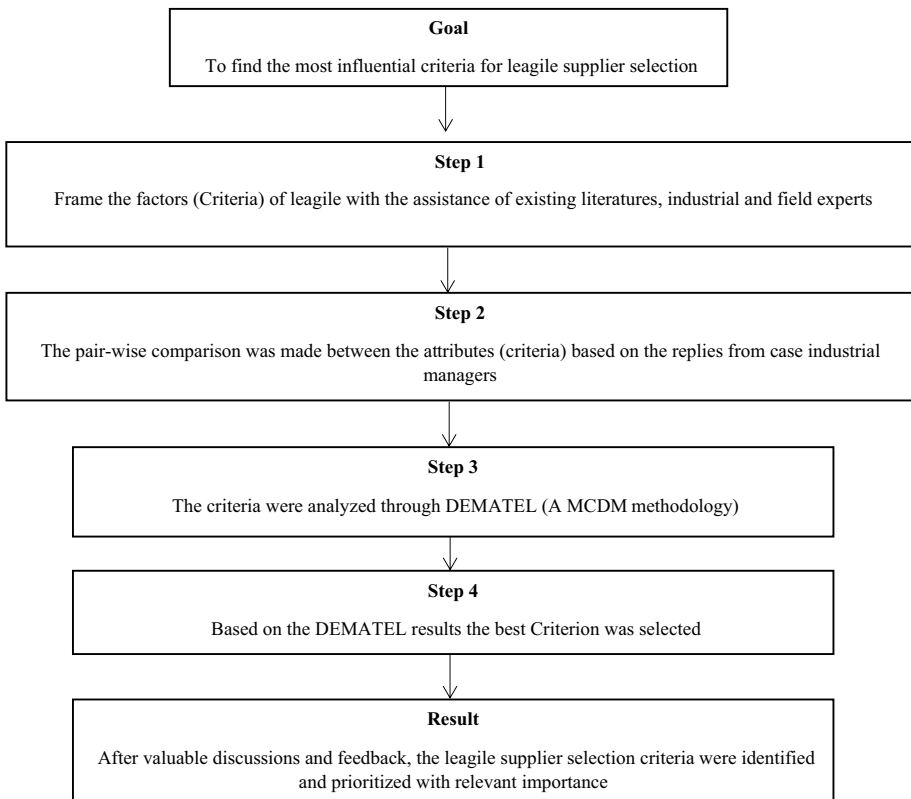 Goal
To find the most influential criteria for leagile supplier selection
Step 1
Frame the factors (Criteria) of leagile with the assistance of existing literatures, industrial and field experts
Step 2
The pair-wise comparison was made between the attributes (criteria) based on the replies from case industrial
managers
Step 3
The criteria were analyzed through DEMATEL (A MCDM methodology)
Step 4
Based on the DEMATEL results the best Criterion was selected
Result
After valuable discussions and feedback, the leagile supplier selection criteria were identified
and prioritized with relevant importance